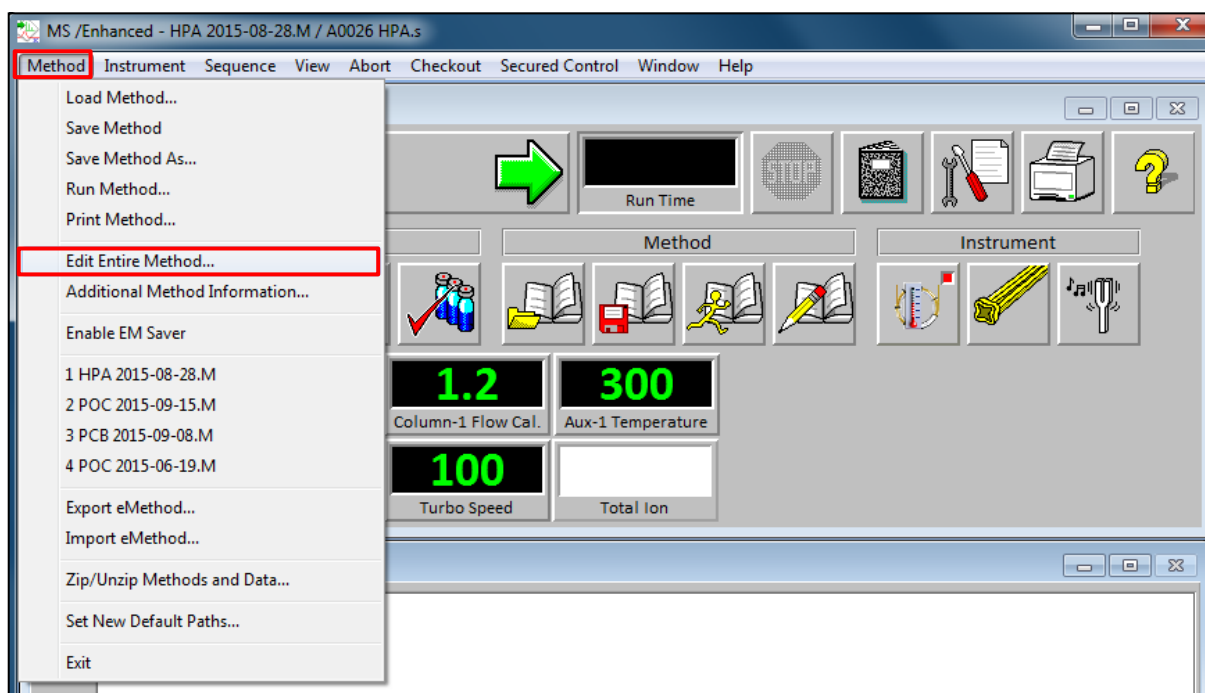 MS /Enhanced - HPA 2015-08-28.M / A0026 HPA.s
Method Instrument Sequence View Abort Checkout Secured Control Window Help
Load Method...
Save Method
Save Method As...
Run Method...
Print Method...
Edit Entire Method...
Additional Method Information...
Enable EM Saver
1 HPA 2015-08-28.M
2 POC 2015-09-15.M
3 PCB 2015-09-08.M
4 POC 2015-06-19.M
Export eMethod...
Import eMethod...
Zip/Unzip Methods and Data...
Set New Default Paths...
Exit
Run Time
STOP
Method
Instrument
1.2
Column-1 Flow Cal.
300
Aux-1 Temperature
100
Turbo Speed
Total Ion